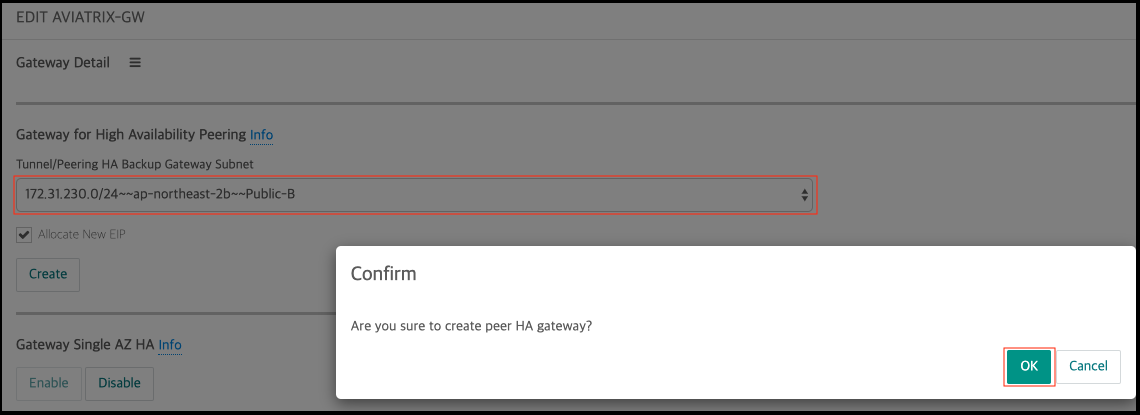 EDIT AVIATRIX-GW
Gateway Detail
Gateway for High Availability Peering Info
Tunnel/Peering HA Backup Gateway Subnet
172.31.230.0/24~~ap-northeast-2b~~Public-B
Allocate New EIP
Create
Confirm
Are you sure to create peer HA gateway?
OK Cancel
Gateway Single AZ HA Info
Enable Disable